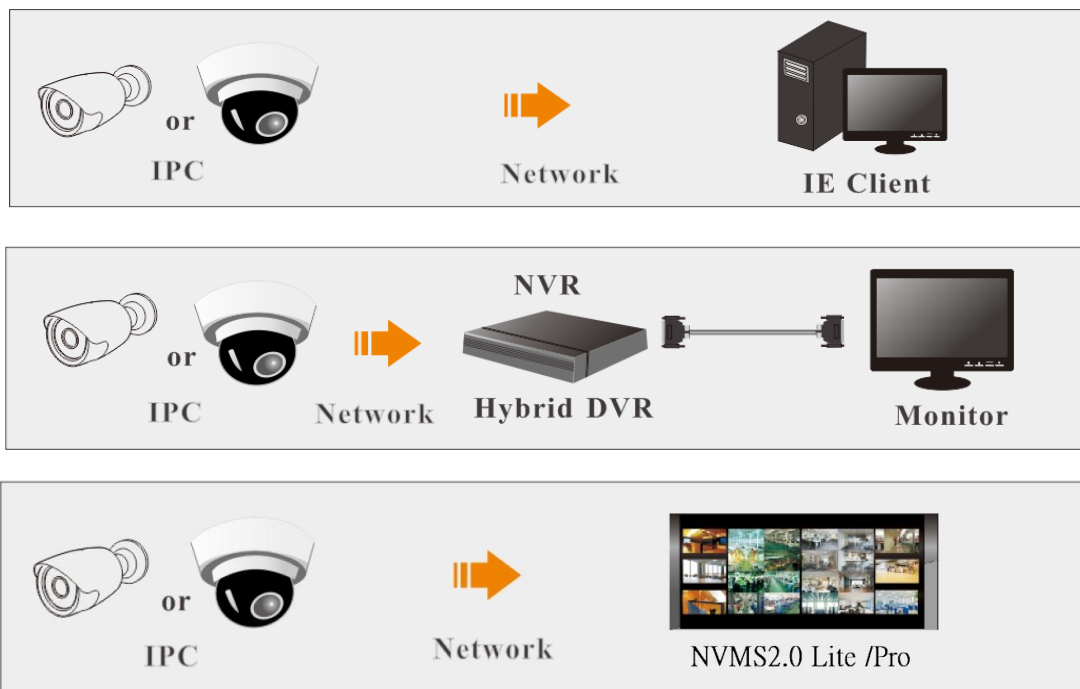 or
IPC
Network
IE Client
NVR
or
IPC
Network
Hybrid DVR
Monitor
or
IPC
Network
NVMS2.0 Lite /Pro